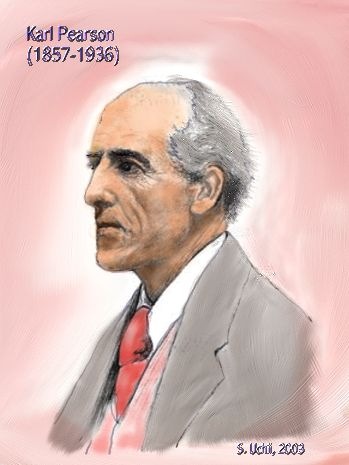 Karl Pearson
(1857-1936)
S. Uchii, 2003